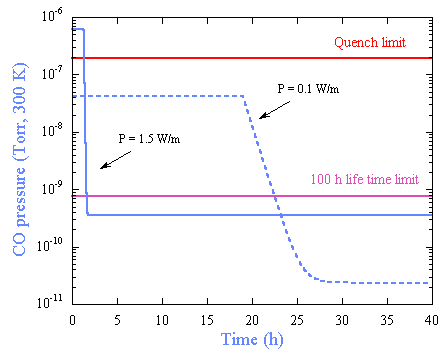 10^-6
10^-7
10^-8
10^-9
10^-10
10^-11
CO pressure (Torr, 300 K)
Quench limit
P = 0.1 W/m
P = 1.5 W/m
100 h life time limit
0 5 10 15 20 25 30 35 40
Time (h)